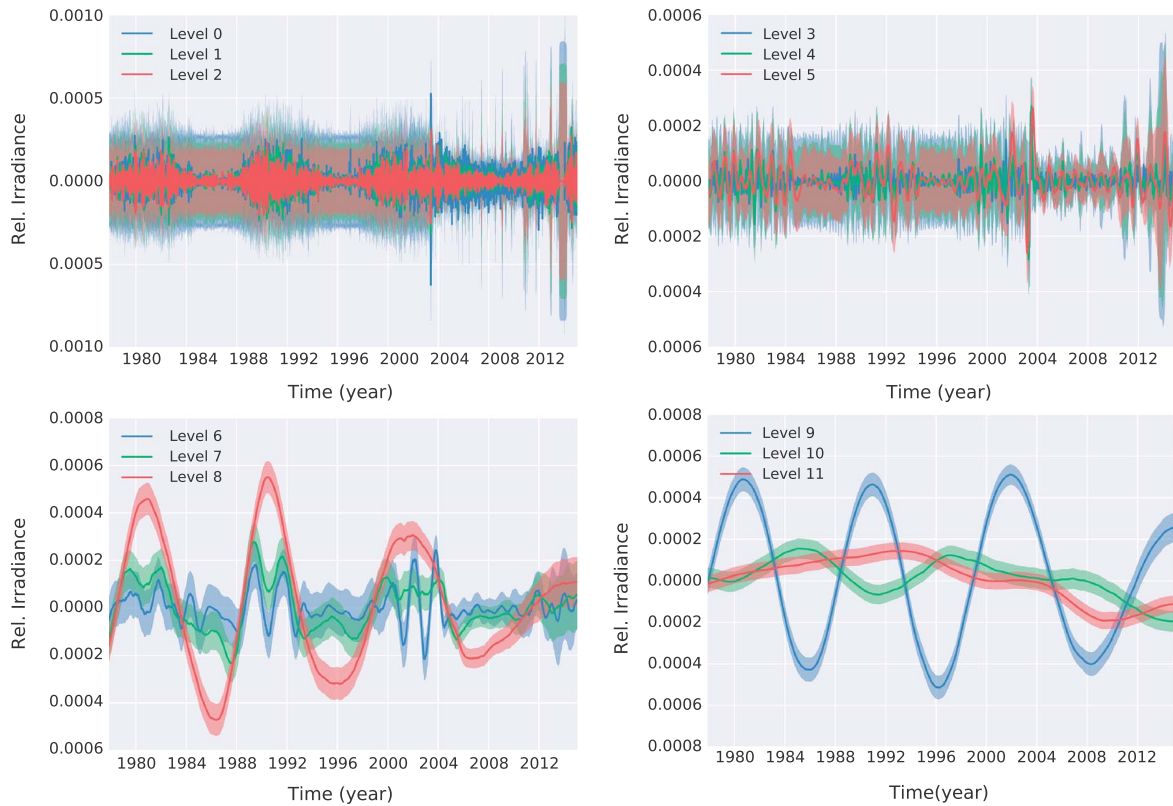 0.0010
0.0005
0.0000
0.0005
0.0010
Rel. Irradiance
Level 0
Level 1
Level 2
1980 1984 1988 1992 1996 2000 2004 2008 2012
Time (year)
0.0006
0.0004
0.0002
0.0000
0.0002
0.0004
0.0006
Rel. Irradiance
Level 3
Level 4
Level 5
1980 1984 1988 1992 1996 2000 2004 2008 2012
Time (year)
0.0008
0.0006
0.0004
0.0002
0.0000
0.0002
0.0004
0.0006
Rel. Irradiance
Level 6
Level 7
Level 8
1980 1984 1988 1992 1996 2000 2004 2008 2012
Time (year)
0.0008
0.0006
0.0004
0.0002
0.0000
0.0002
0.0004
0.0006
0.0008
Rel. Irradiance
Level 9
Level 10
Level 11
1980 1984 1988 1992 1996 2000 2004 2008 2012
Time(year)